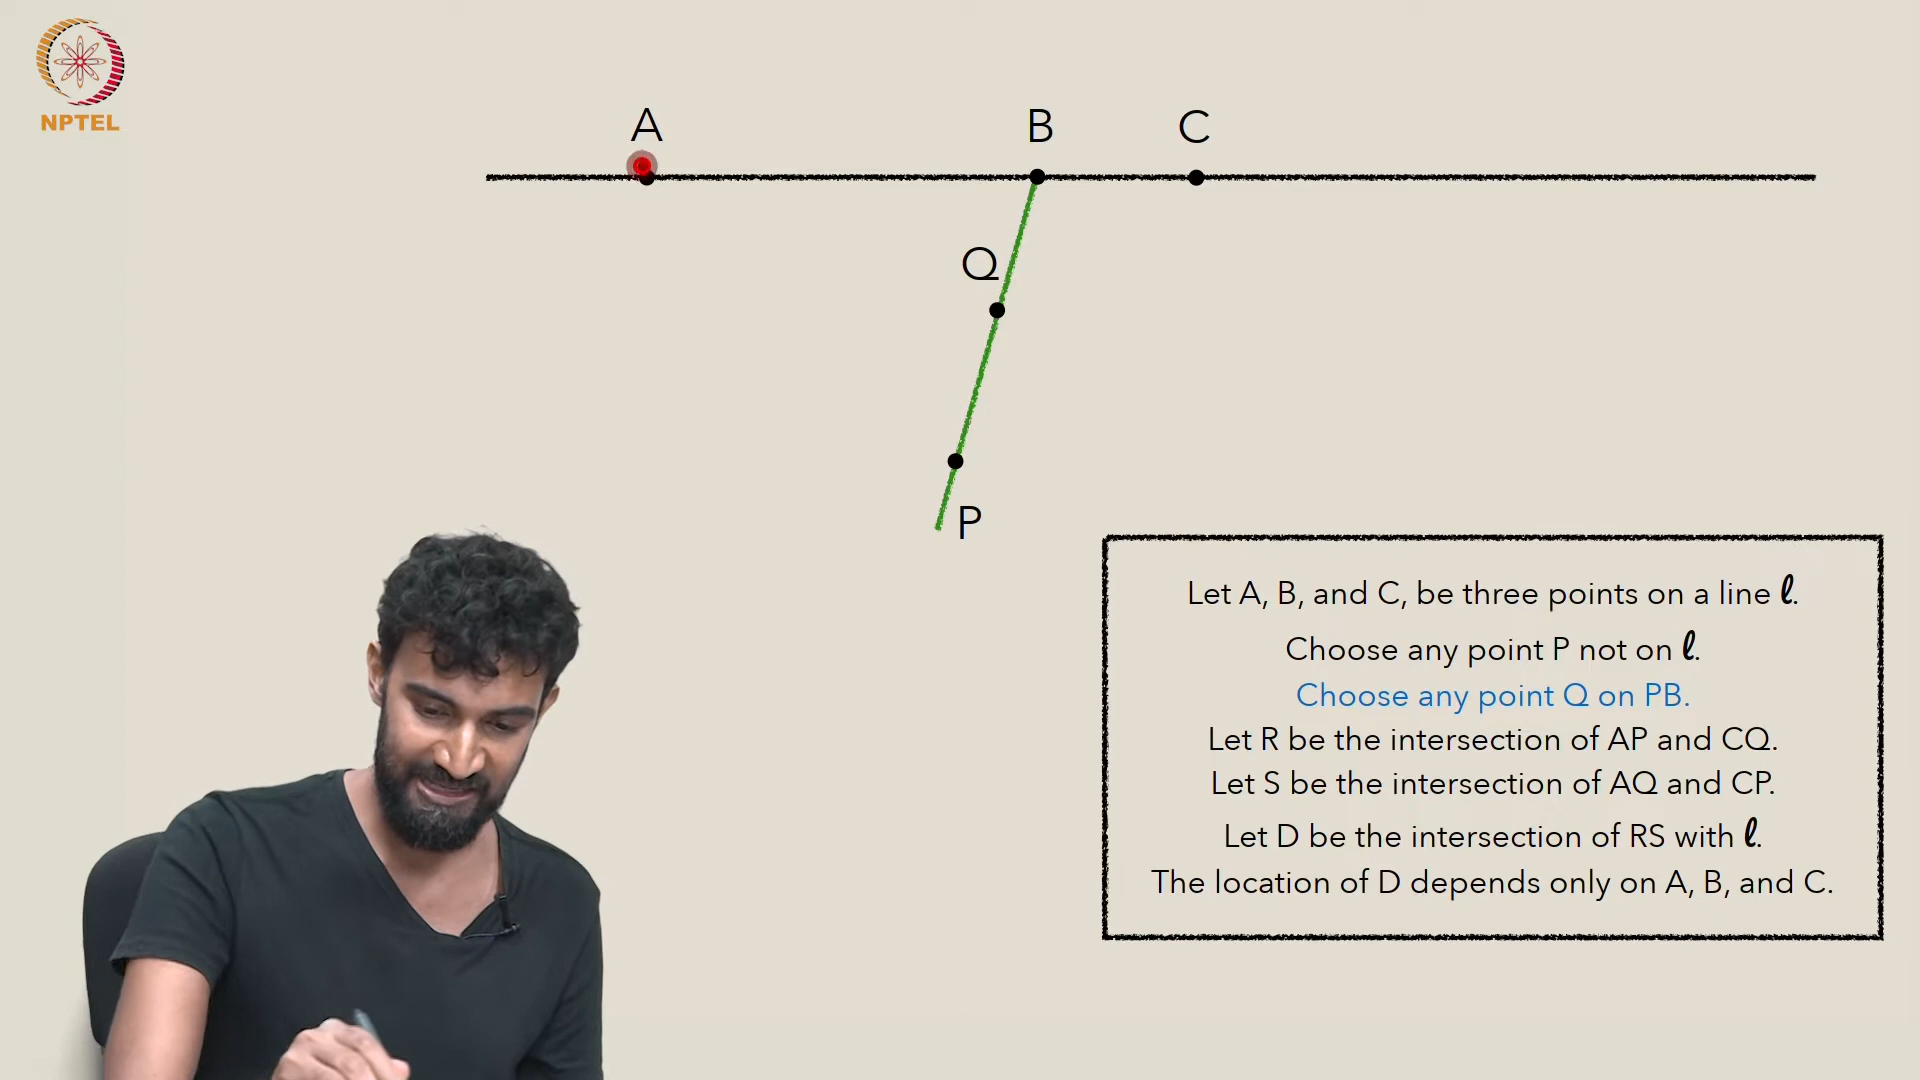 NPTEL
A B C
Q
P
Let A, B, and C, be three points on a line ℓ.
Choose any point P not on ℓ.
Choose any point Q on PB.
Let R be the intersection of AP and CQ.
Let S be the intersection of AQ and CP.
Let D be the intersection of RS with ℓ.
The location of D depends only on A, B, and C.